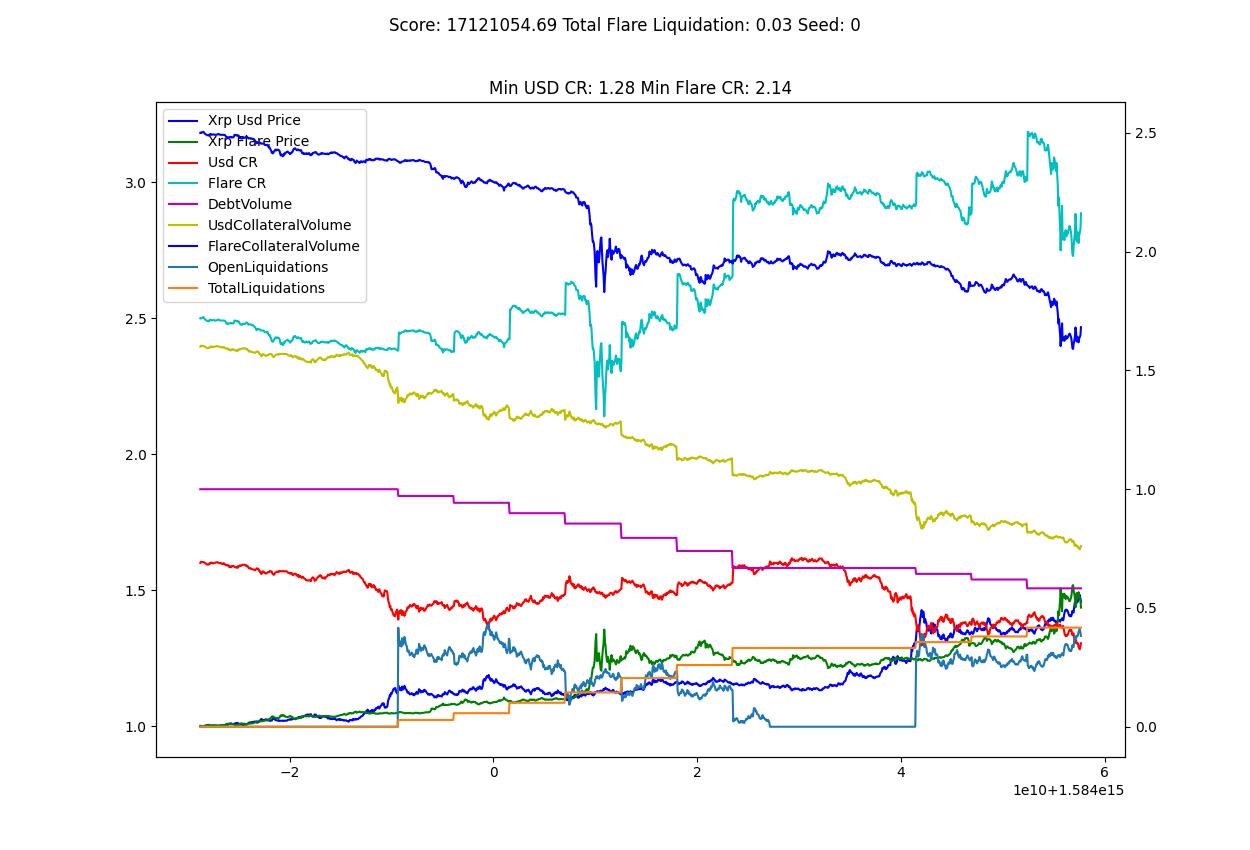 Score: 17121054.69 Total Flare Liquidation: 0.03 Seed: 0
Min USD CR: 1.28 Min Flare CR: 2.14
Xrp Usd Price
Xrp Flare Price
Usd CR
Flare CR
DebtVolume
UsdCollateralVolume
FlareCollateralVolume
OpenLiquidations
TotalLiquidations
3.0
2.5
2.0
1.5
1.0
2.5
2.0
1.5
1.0
0.5
0.0
−2 0 2 4 6
1e10+1.584e15